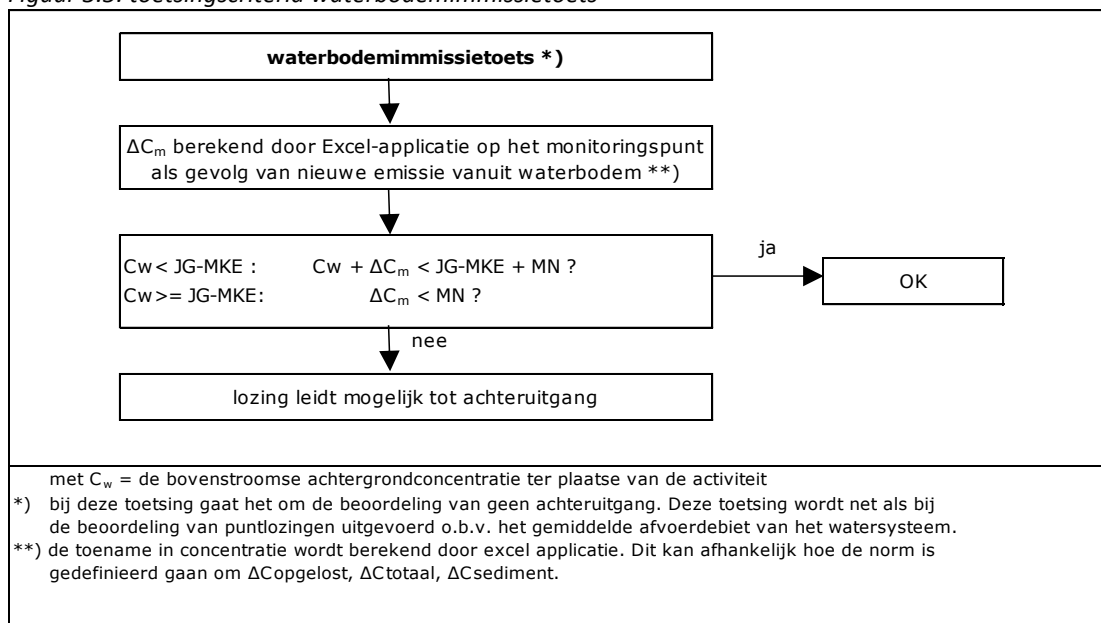 Figuur 3.3: toetsingscriteria waterbodemimmissietoets
waterbodemimmissietoets *)
ΔCm berekend door Excel-applicatie op het monitoringspunt
als gevolg van nieuwe emissie vanuit waterbodem **)
Cw< JG-MKE : Cw + ΔCm < JG-MKE + MN ?
Cw>= JG-MKE: ΔCm < MN ?
ja
OK
nee
lozing leidt mogelijk tot achteruitgang
met Cw = de bovenstroomse achtergrondconcentratie ter plaatse van de activiteit
*) bij deze toetsing gaat het om de beoordeling van geen achteruitgang. Deze toetsing wordt net als bij
de beoordeling van puntlozingen uitgevoerd o.b.v. het gemiddelde afvoerdebiet van het watersysteem.
**) de toename in concentratie wordt berekend door excel applicatie. Dit kan afhankelijk hoe de norm is
gedefinieerd gaan om ΔCopgelost, ΔCtotaal, ΔCsediment.